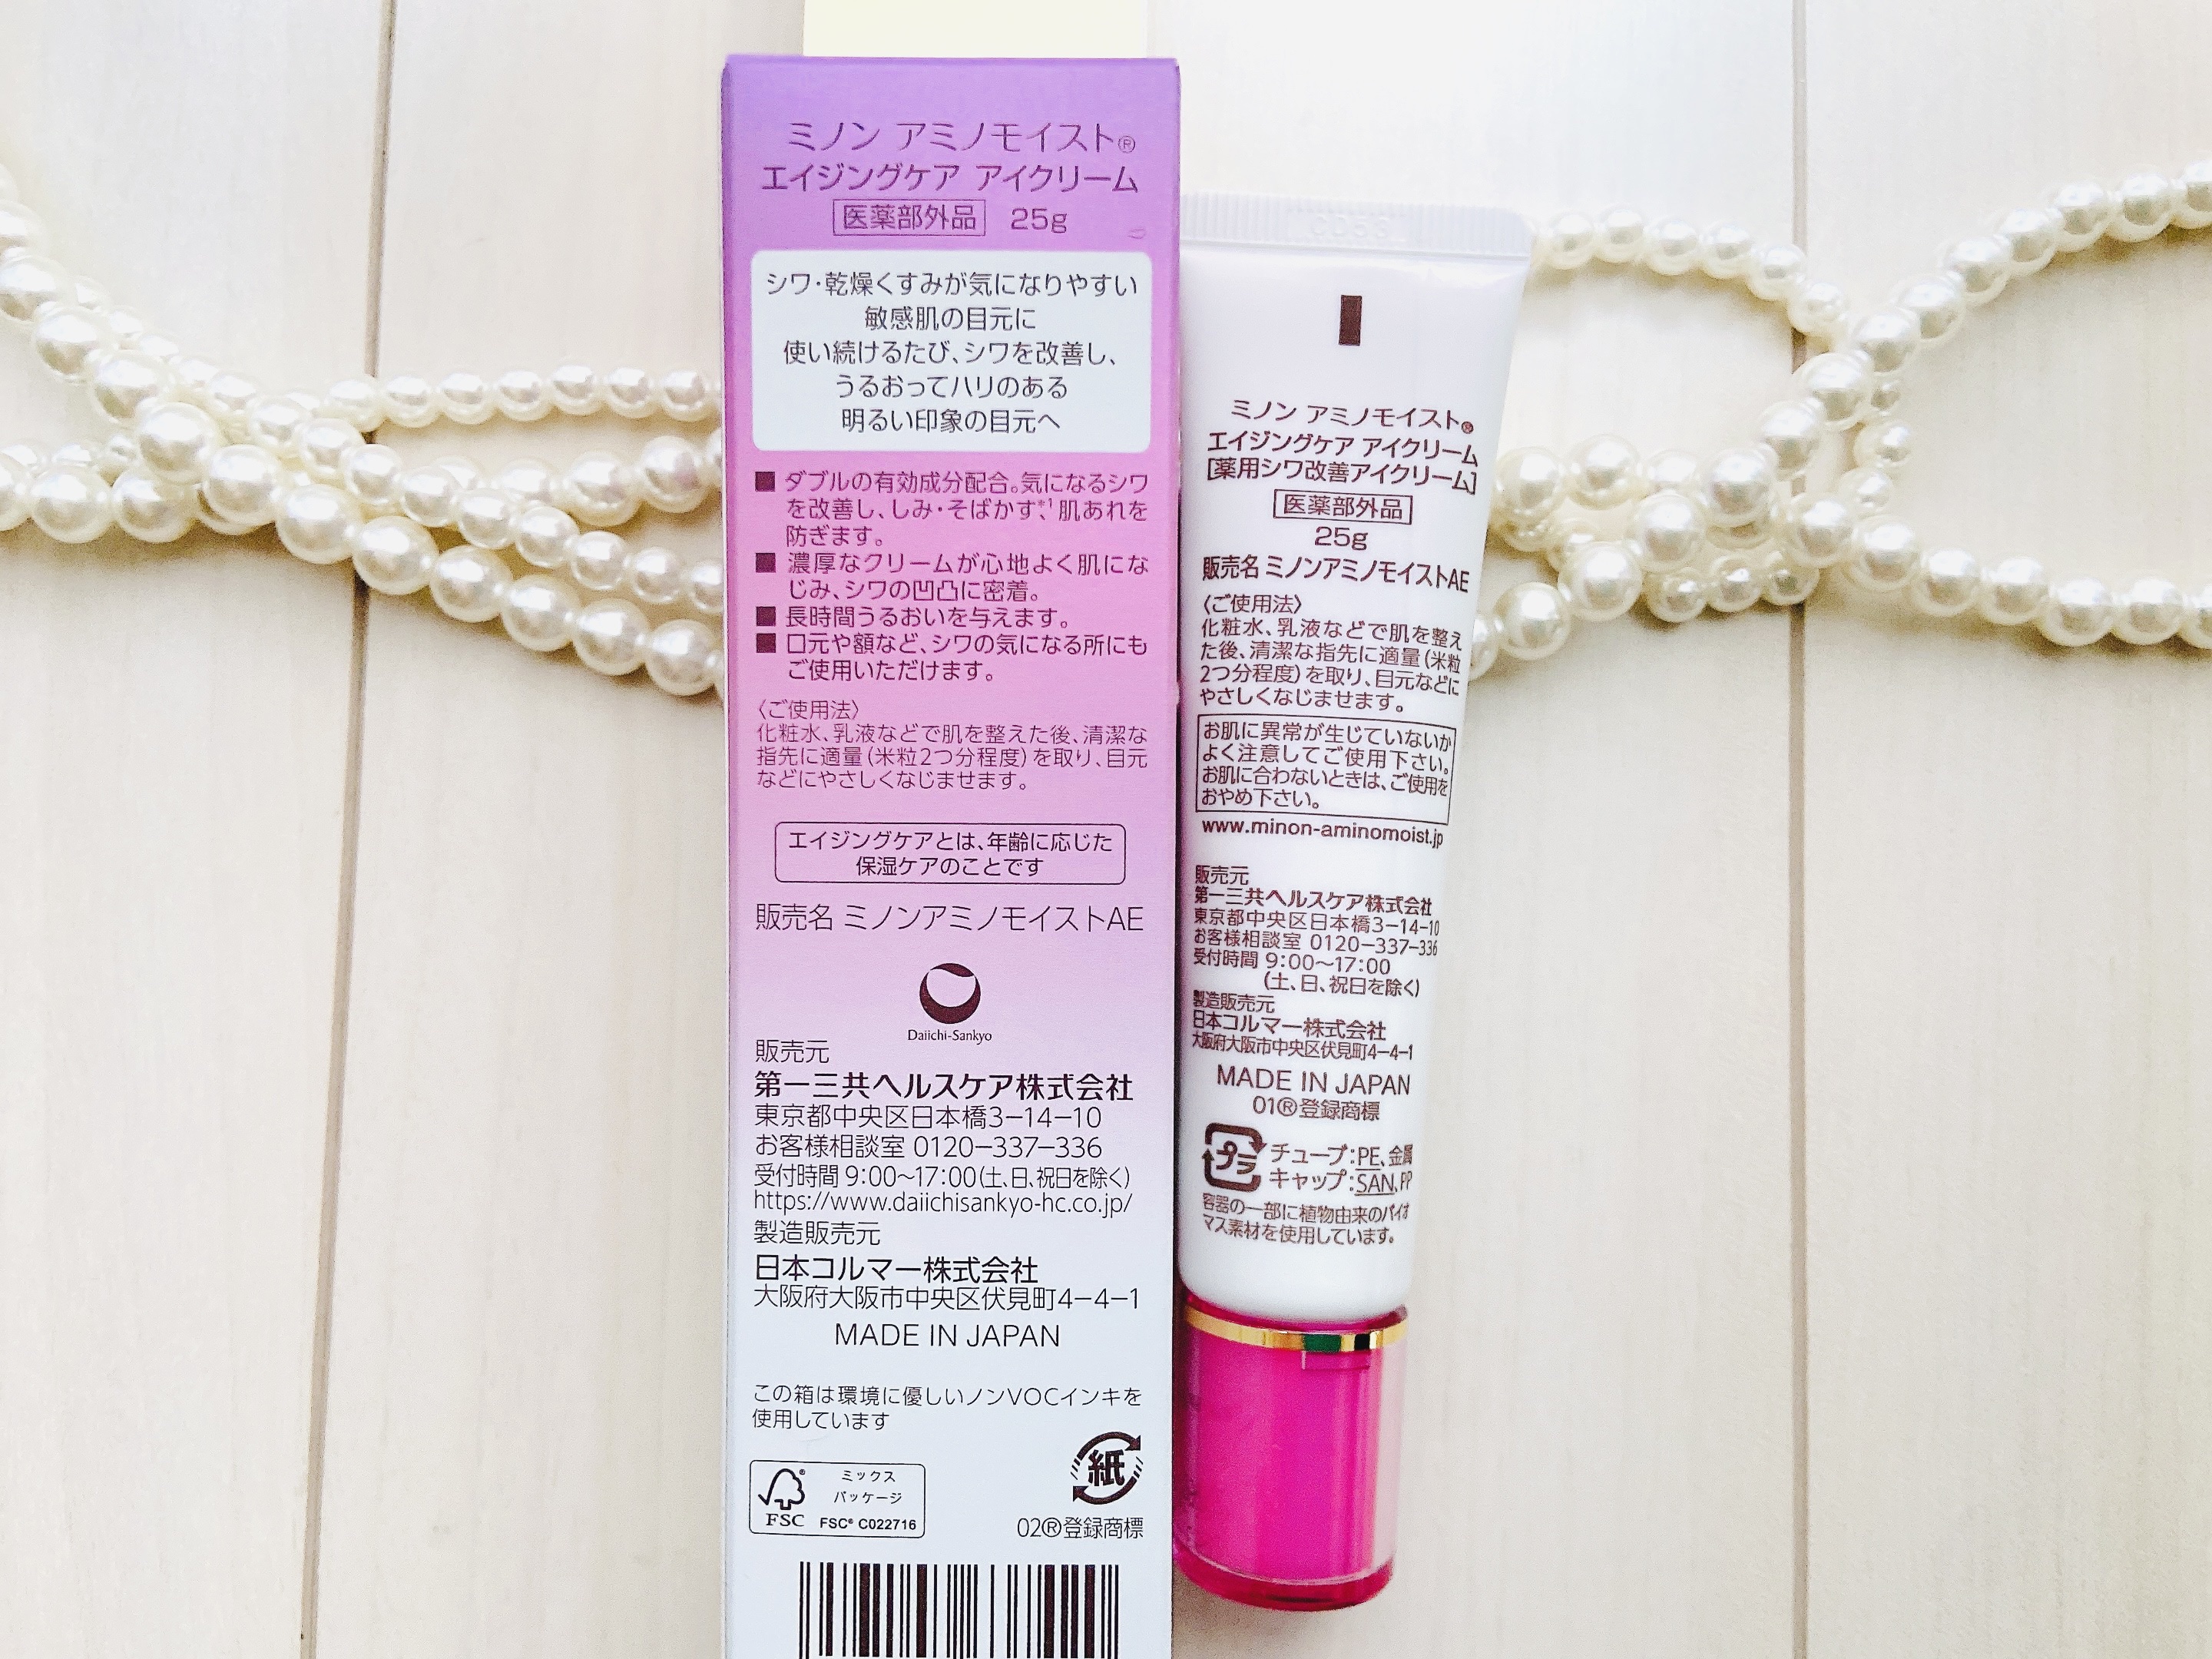 ミノン アミノモイスト®
エイジングケア アイクリーム
医薬部外品 25g
シワ・乾燥くすみが気になりやすい
敏感肌の目元に
使い続けるたび、シワを改善し、
うるおってハリのある
明るい印象の目元へ
■ ダブルの有効成分配合。気になるシワ
を改善し、しみ・そばかす*1、肌あれを
防ぎます。
■ 濃厚なクリームが心地よく肌にな
じみ、シワの凹凸に密着。
■ 長時間うるおいを与えます。
■ 口元や額など、シワの気になる所にも
ご使用いただけます。
〈ご使用法〉
化粧水、乳液などで肌を整えた後、清潔な
指先に適量(米粒2つ分程度)を取り、目元
などにやさしくなじませます。
エイジングケアとは、年齢に応じた
保湿ケアのことです
販売名 ミノンアミノモイストAE
Daiichi-Sankyo
販売元
第一三共ヘルスケア株式会社
東京都中央区日本橋3-14-10
お客様相談室 0120-337-336
受付時間 9:00~17:00(土、日、祝日を除く)
https://www.daiichisankyo-hc.co.jp/
製造販売元
日本コルマー株式会社
大阪府大阪市中央区伏見町4-4-1
MADE IN JAPAN
この箱は環境に優しいノンVOCインキを
使用しています
紙
ミックス
パッケージ
FSC
FSC® C022716
02®登録商標
ミノン アミノモイスト®
エイジングケア アイクリーム
[薬用シワ改善アイクリーム]
医薬部外品
25g
販売名 ミノンアミノモイストAE
〈ご使用法〉
化粧水、乳液などで肌を整え
た後、清潔な指先に適量(米粒
2つ分程度)を取り、目元などに
やさしくなじませます。
お肌に異常が生じていないか
よく注意してご使用下さい。
お肌に合わないときは、ご使用を
おやめ下さい。
www.minon-aminomoist.jp
販売元
第一三共ヘルスケア株式会社
東京都中央区日本橋3-14-10
お客様相談室 0120-337-336
受付時間 9:00~17:00
(土、日、祝日を除く)
製造販売元
日本コルマー株式会社
大阪府大阪市中央区伏見町4-4-1
MADE IN JAPAN
01®登録商標
プラ
チューブ:PE、金属
キャップ:SAN、PP
容器の一部に植物由来のバイオ
マス素材を使用しています。